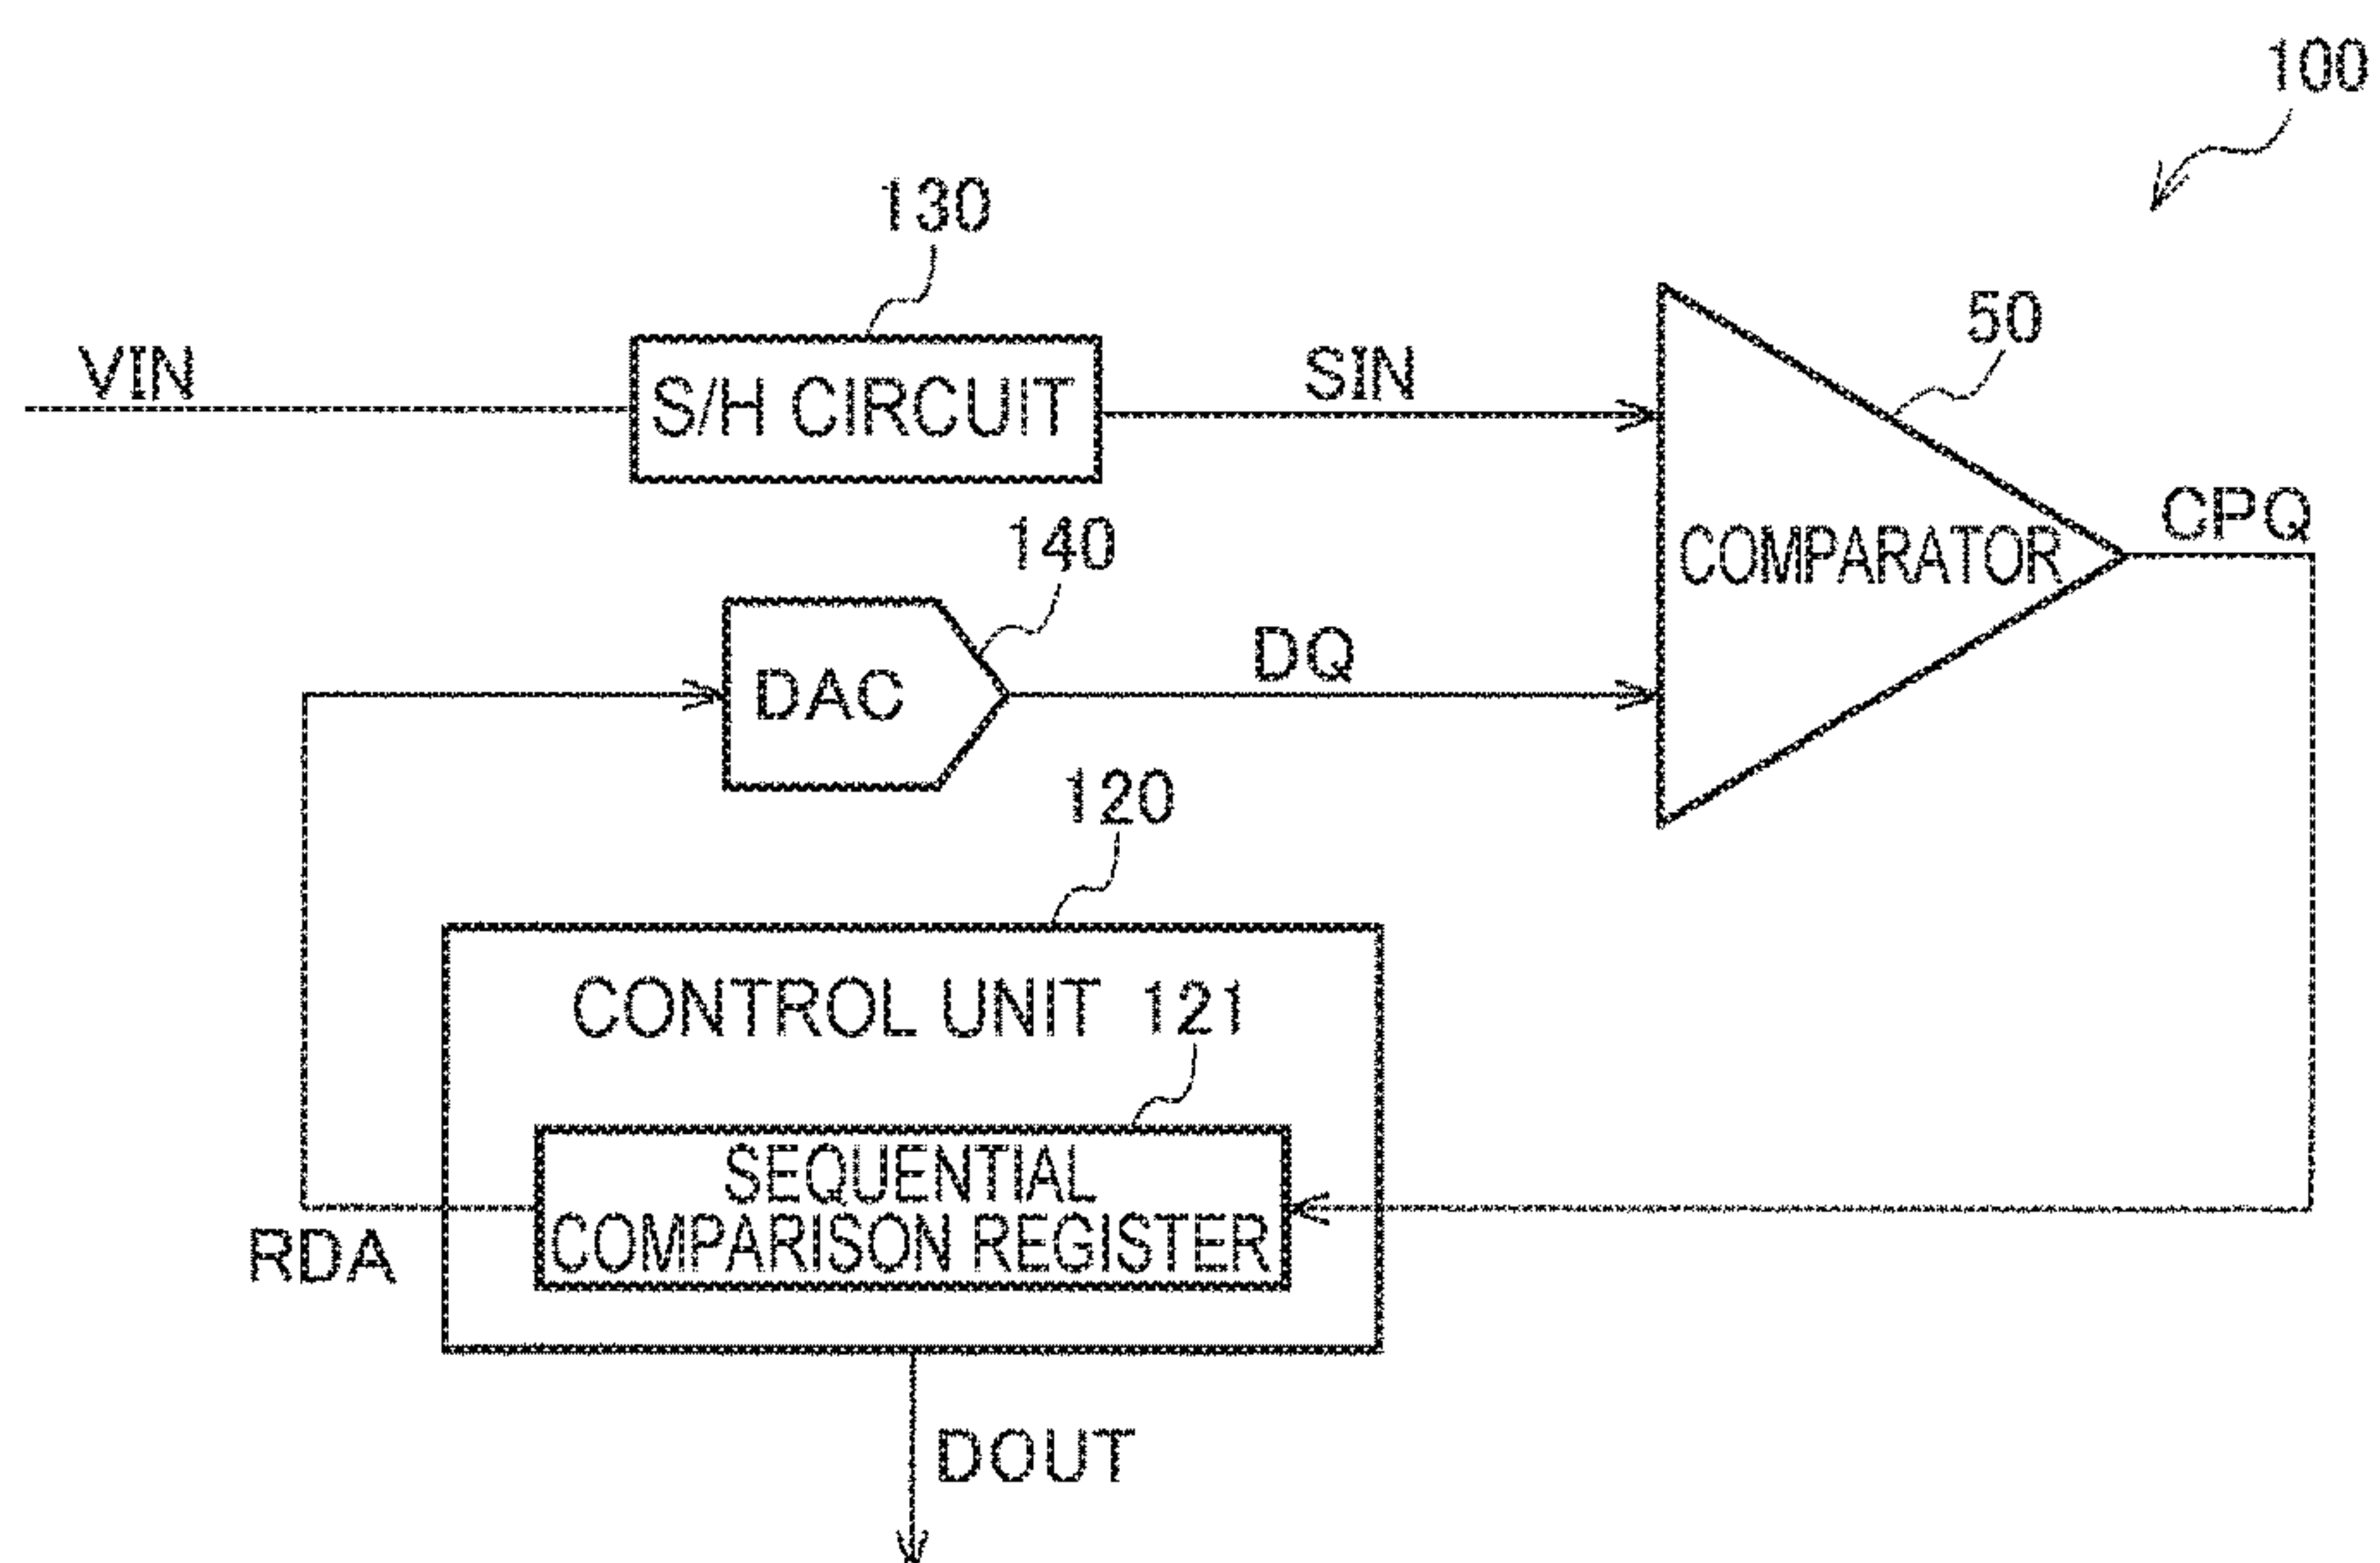 100
130
VIN
S/H CIRCUIT
SIN
50
COMPARATOR
CPQ
140
DAC
DQ
120
CONTROL UNIT
121
SEQUENTIAL
COMPARISON REGISTER
RDA
DOUT